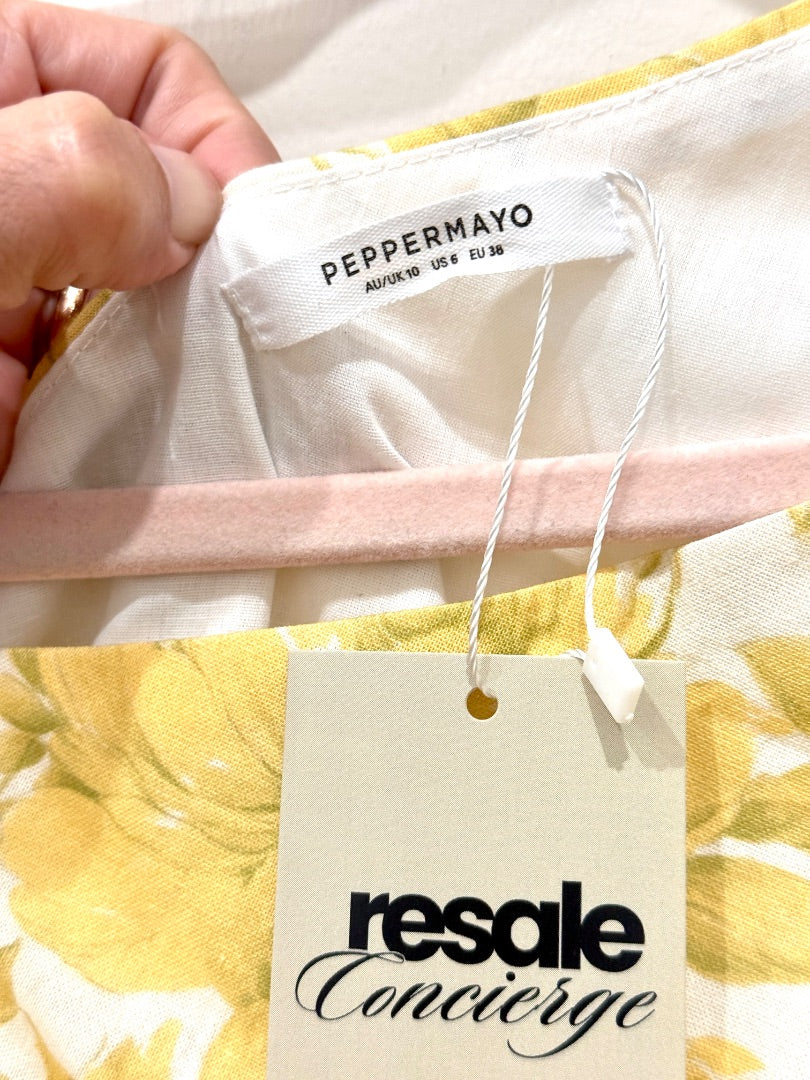 PEPPERMAYO
AU/UK 10 US 6 EU 38
resale
Concierge